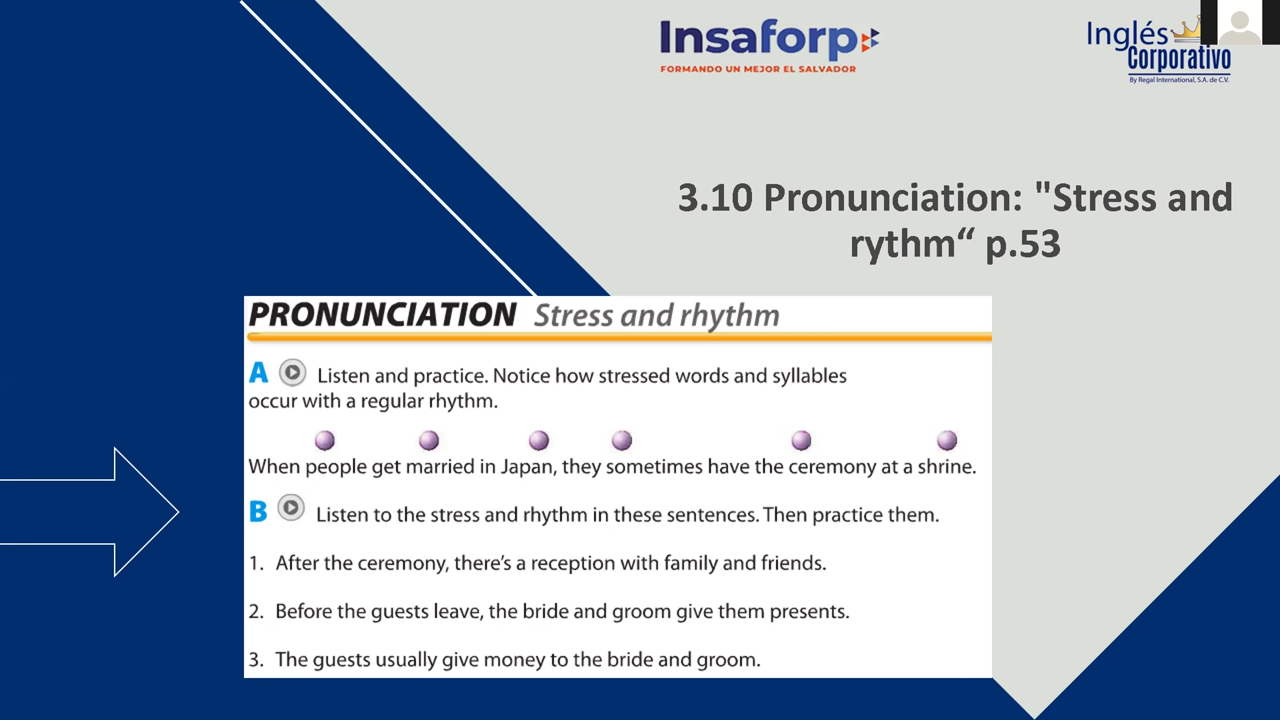 Insaforp
FORMANDO UN MEJOR EL SALVADOR
Inglés
Corporativo
By Regal International, S.A. de C.V.
3.10 Pronunciation: "Stress and
rythm“ p.53
PRONUNCIATION Stress and rhythm
A Listen and practice. Notice how stressed words and syllables
occur with a regular rhythm.
When people get married in Japan, they sometimes have the ceremony at a shrine.
B Listen to the stress and rhythm in these sentences. Then practice them.
1. After the ceremony, there's a reception with family and friends.
2. Before the guests leave, the bride and groom give them presents.
3. The guests usually give money to the bride and groom.